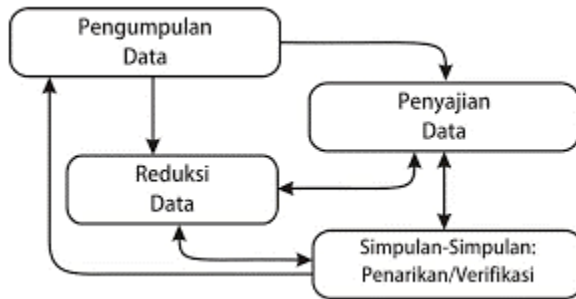 Pengumpulan
Data
Penyajian
Data
Reduksi
Data
Simpulan-Simpulan:
Penarikan/Verifikasi